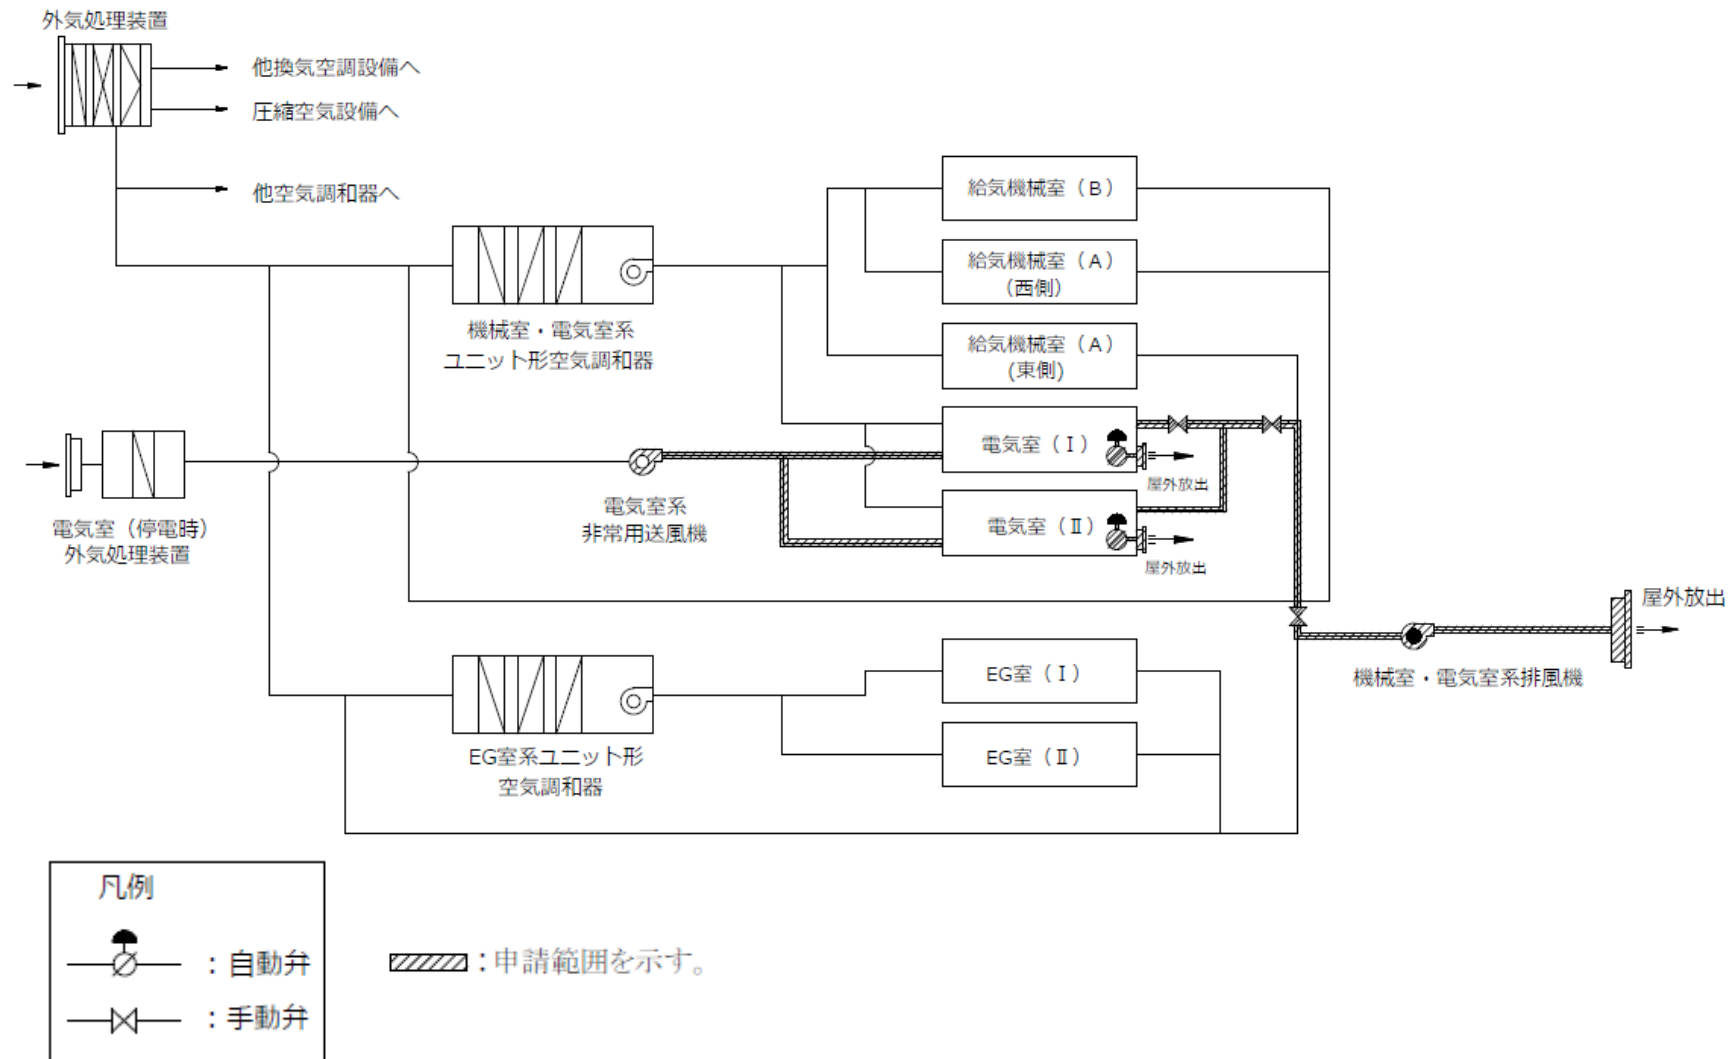 外気処理装置
他換気空調設備へ
圧縮空気設備へ
他空気調和器へ
給気機械室（B）
給気機械室（A）
（西側）
給気機械室（A）
(東側)
機械室・電気室系
ユニット形空気調和器
電気室（Ⅰ）
屋外放出
電気室（Ⅱ）
屋外放出
電気室系
非常用送風機
電気室（停電時）
外気処理装置
屋外放出
機械室・電気室系排風機
EG室（Ⅰ）
EG室（Ⅱ）
EG室系ユニット形
空気調和器
凡例
：自動弁
：手動弁
：申請範囲を示す。